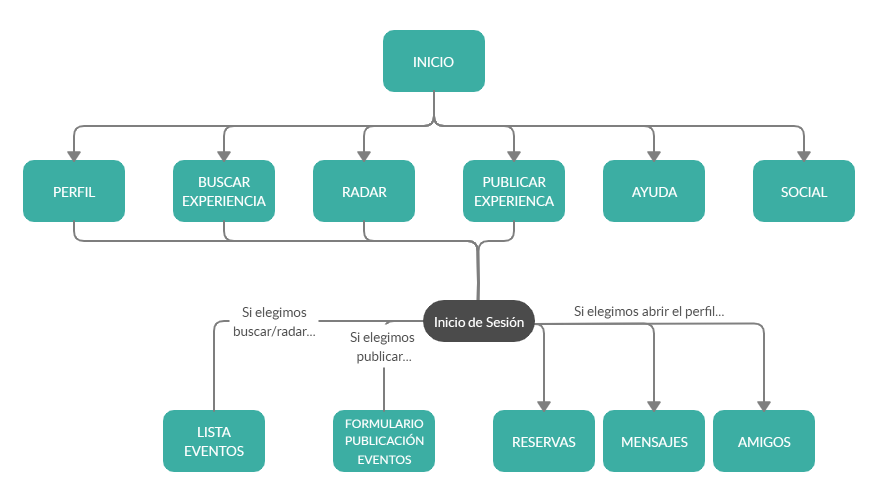 INICIO
PERFIL
BUSCAR
EXPERIENCIA
RADAR
PUBLICAR
EXPERIENCA
AYUDA
SOCIAL
Inicio de Sesión
Si elegimos
buscar/radar...
Si elegimos
publicar...
Si elegimos abrir el perfil...
LISTA
EVENTOS
FORMULARIO
PUBLICACIÓN
EVENTOS
RESERVAS
MENSAJES
AMIGOS